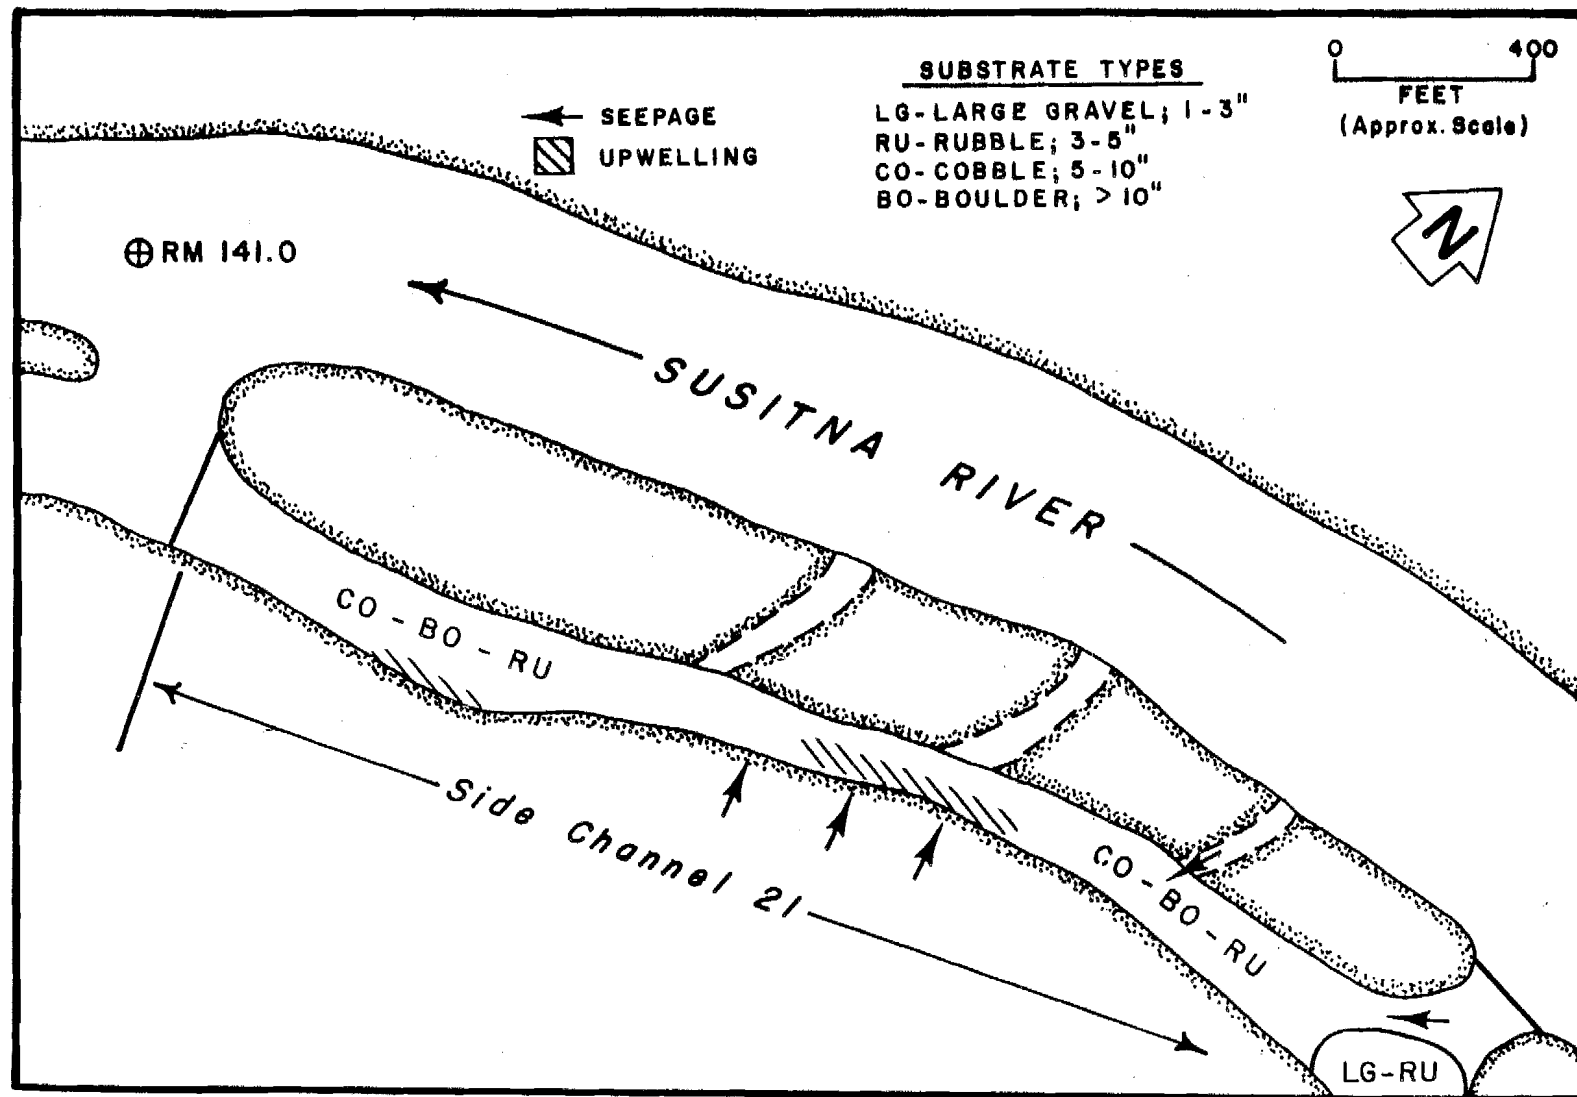 0 400
FEET
(Approx. Scale)
SUBSTRATE TYPES
LG-LARGE GRAVEL; 1-3"
RU-RUBBLE; 3-5"
CO-COBBLE; 5-10"
BO-BOULDER; >10"
SEEPAGE
UPWELLING
N
RM 141.0
SUSITNA RIVER
CO-BO-RU
Side Channel 21
CO-BO-RU
LG-RU